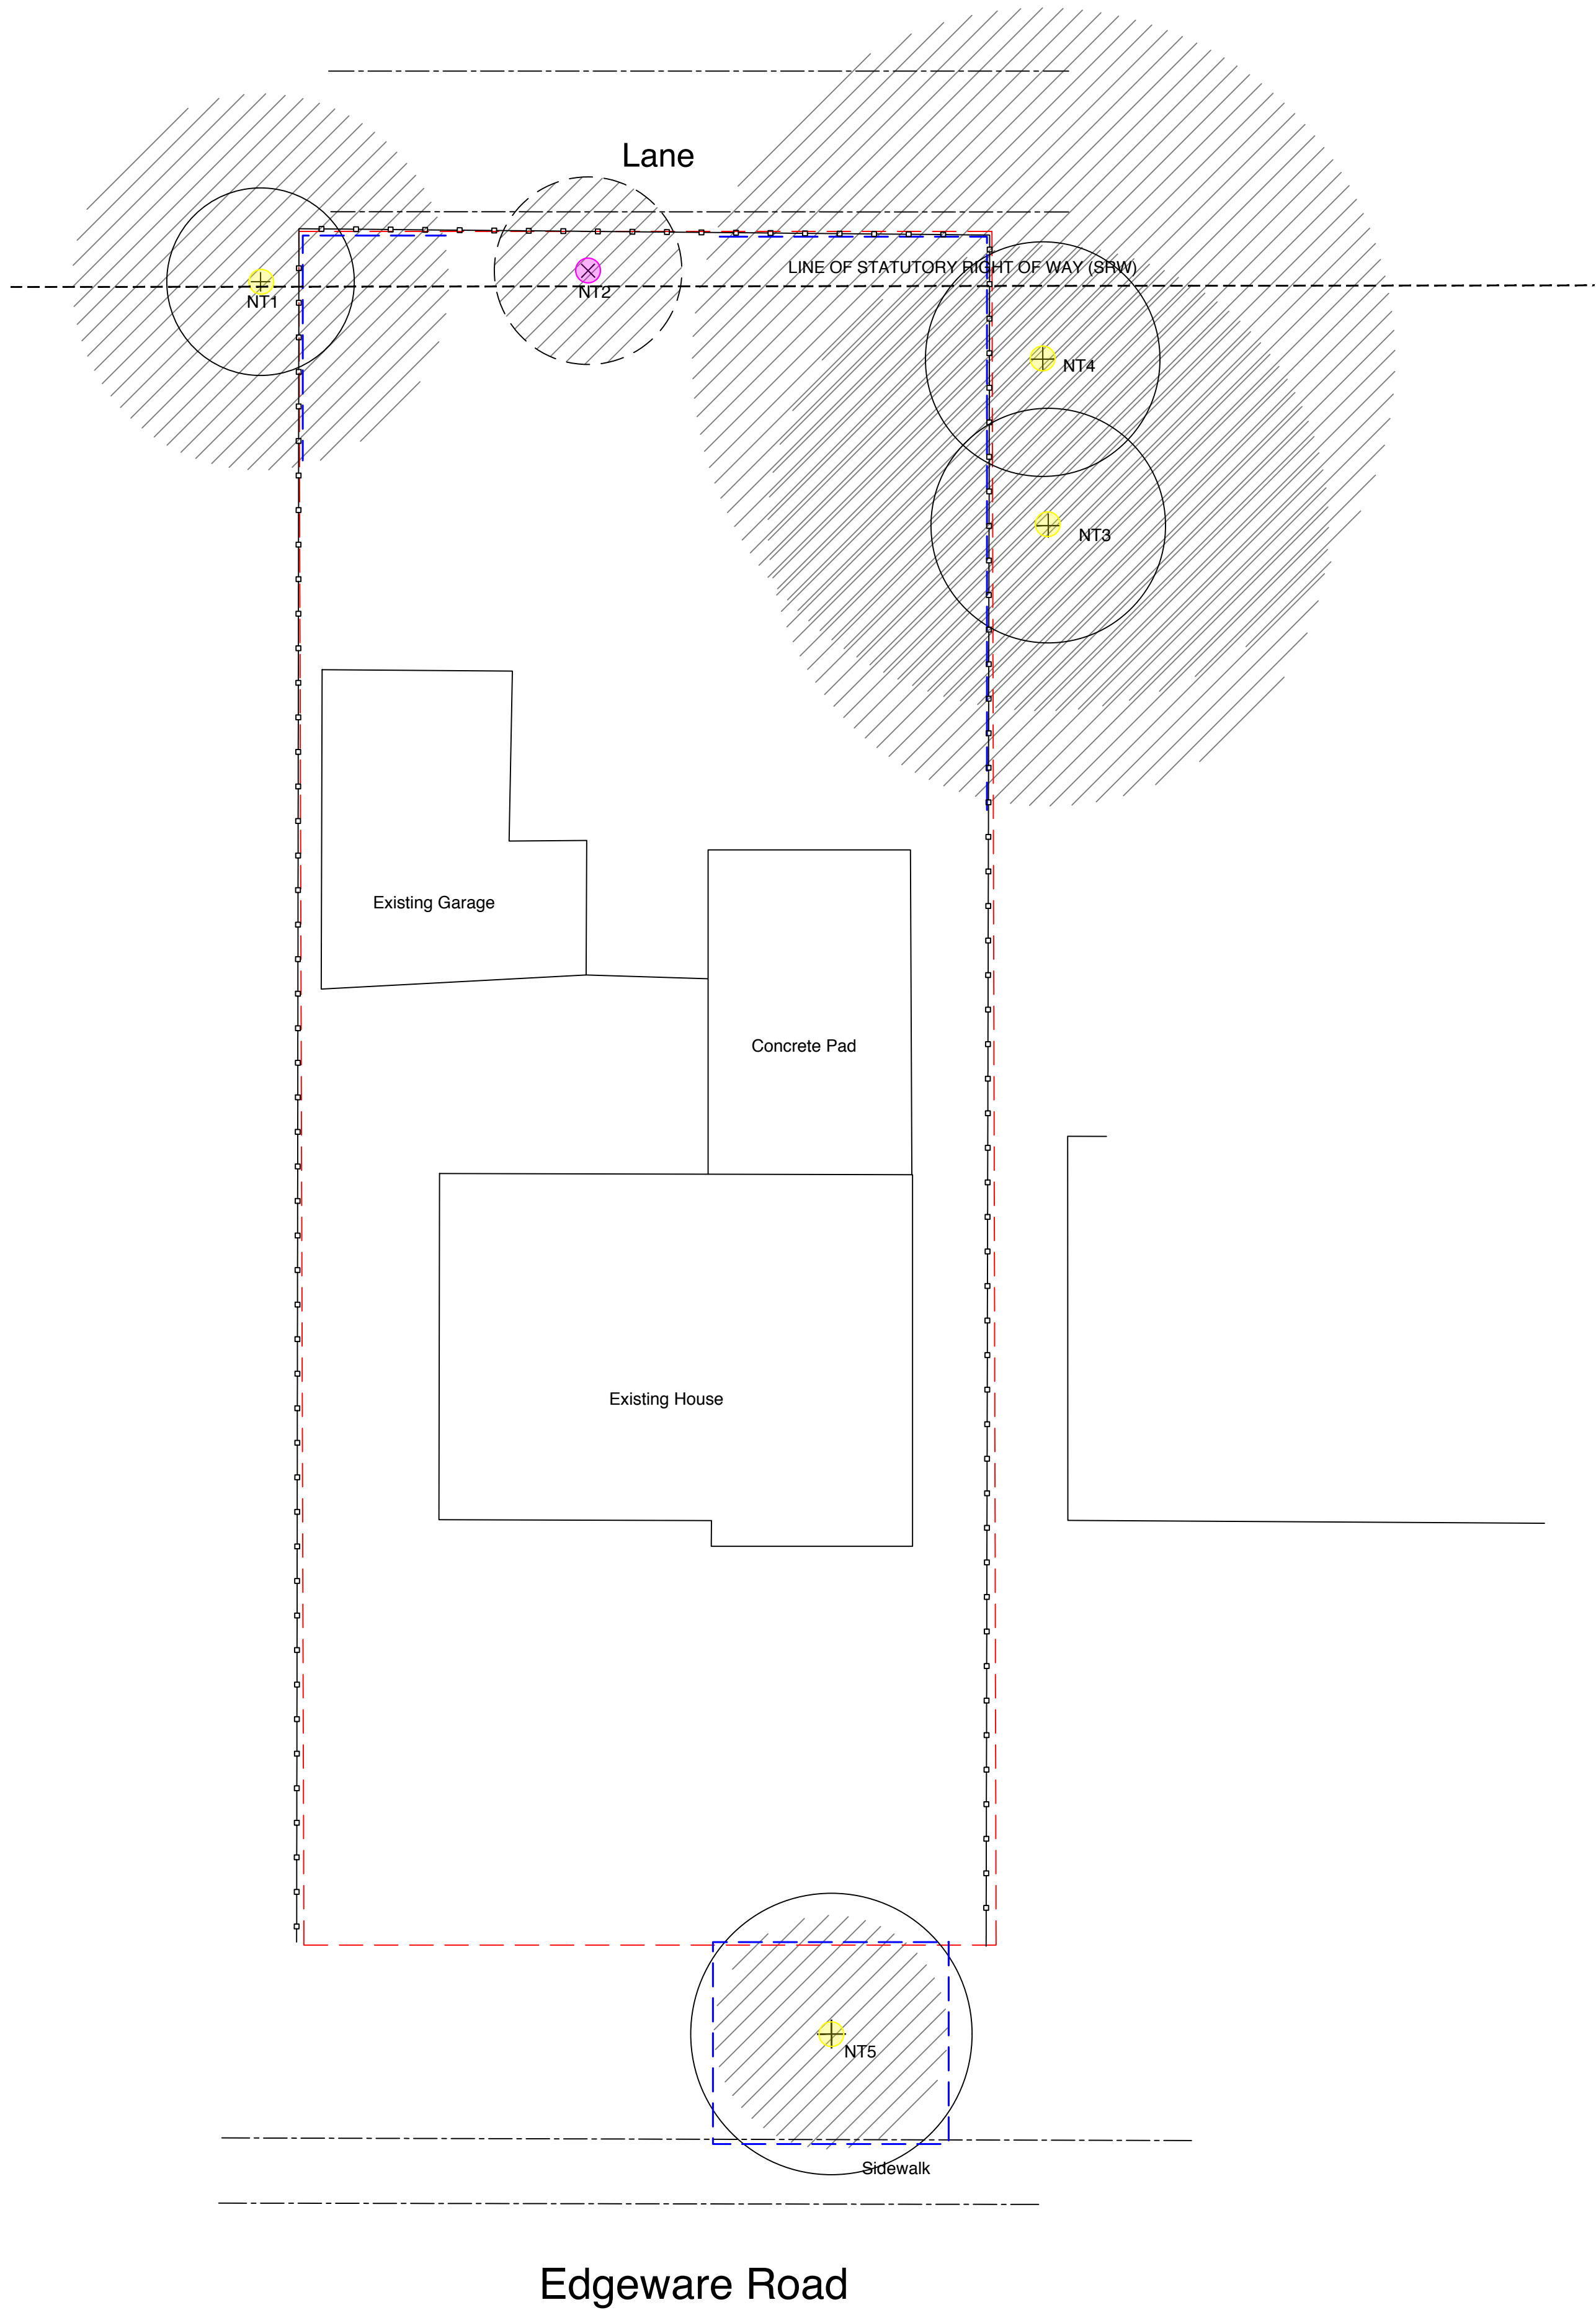 Lane
LINE OF STATUTORY RIGHT OF WAY (SRW)
NT1
NT2
NT4
NT3
Existing Garage
Concrete Pad
Existing House
NT5
Sidewalk
Edgeware Road